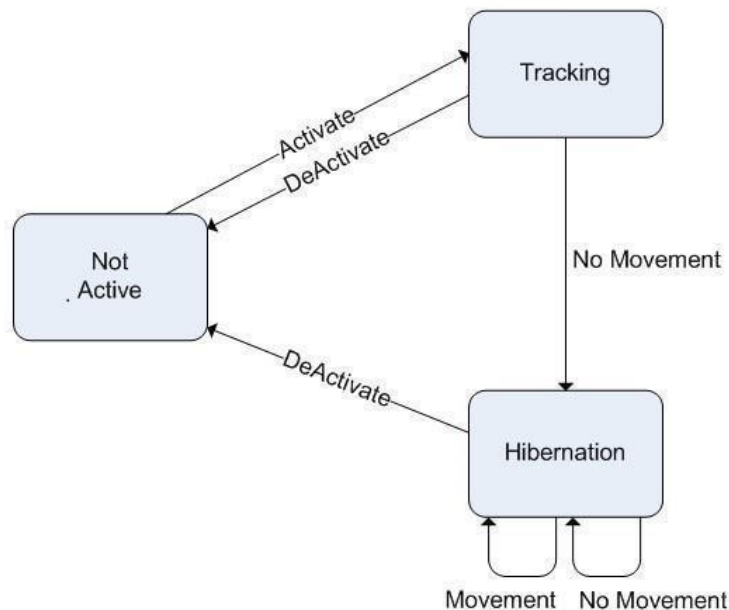 Tracking
Activate
DeActivate
Not
. Active
No Movement
DeActivate
Hibernation
Movement
No Movement